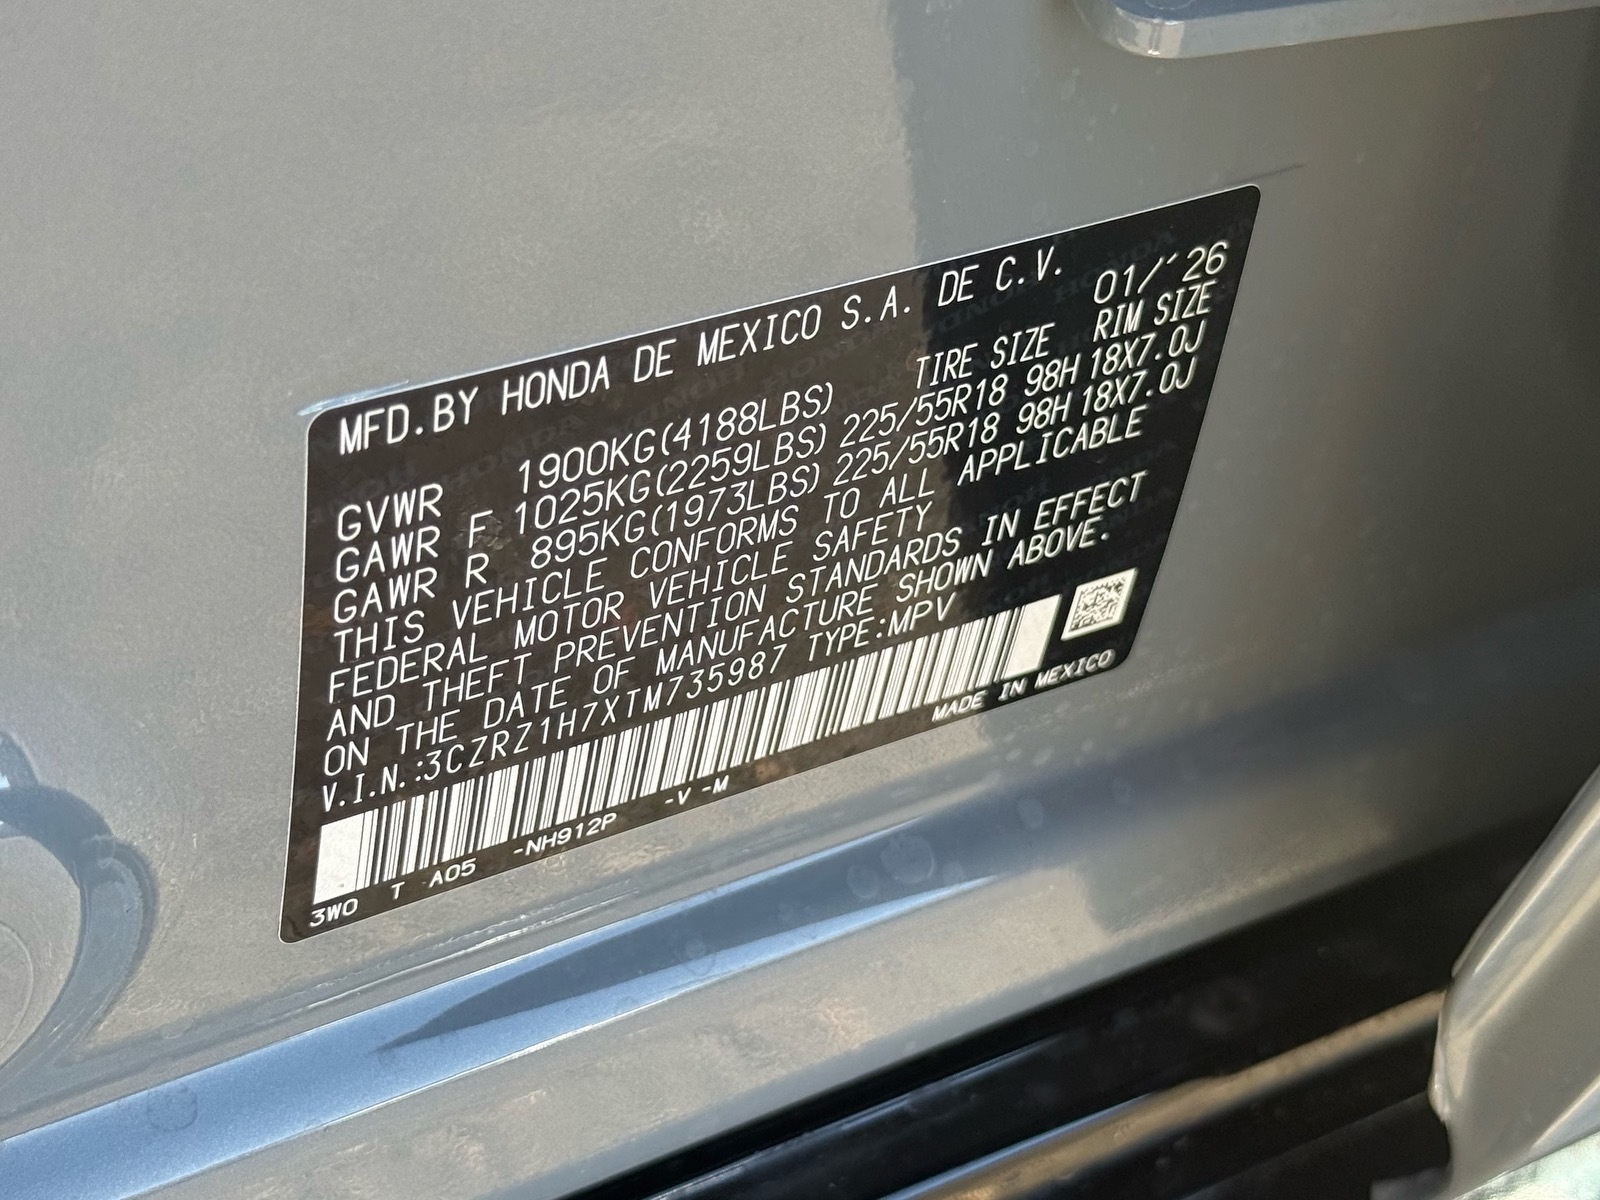 MFD.BY HONDA DE MEXICO S.A. DE C.V.
01/´26
TIRE SIZE RIM SIZE
GVWR 1900KG(4188LBS)
GAWR F 1025KG(2259LBS) 225/55R18 98H 18X7.0J
GAWR R 895KG(1973LBS) 225/55R18 98H 18X7.0J
THIS VEHICLE CONFORMS TO ALL APPLICABLE
FEDERAL MOTOR VEHICLE SAFETY
AND THEFT PREVENTION STANDARDS IN EFFECT
ON THE DATE OF MANUFACTURE SHOWN ABOVE.
V.I.N.:3CZRZ1H7XTM735987 TYPE:MPV
MADE IN MEXICO
3W0 T A05 -NH912P -V -M